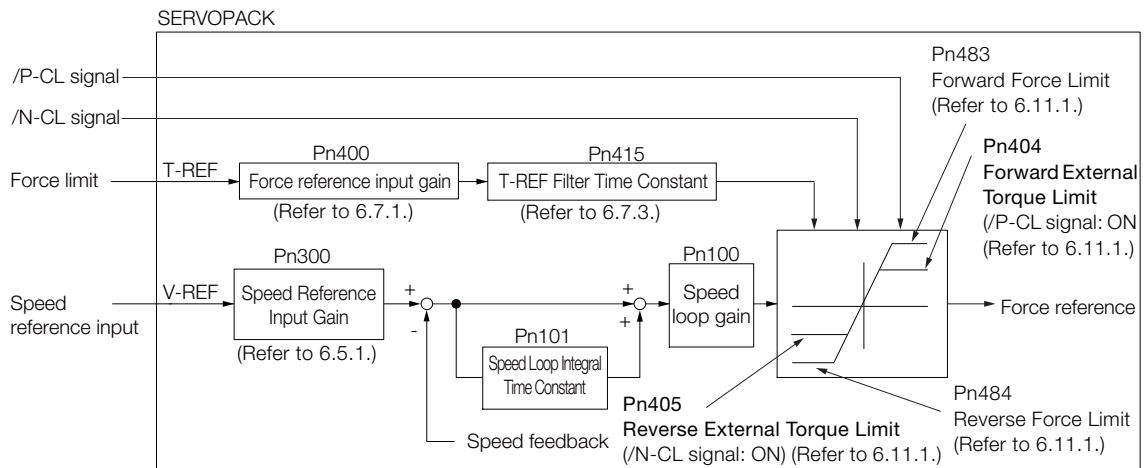 SERVOPACK
/P-CL signal
/N-CL signal
Pn483
Forward Force Limit
(Refer to 6.11.1.)
Pn404
Forward External
Torque Limit
(/P-CL signal: ON
(Refer to 6.11.1.)
Force limit
T-REF
Pn400
Force reference input gain
(Refer to 6.7.1.)
Pn415
T-REF Filter Time Constant
(Refer to 6.7.3.)
Speed
reference input
V-REF
Pn300
Speed Reference
Input Gain
(Refer to 6.5.1.)
+
-
Pn101
Speed Loop Integral
Time Constant
+
+
Pn100
Speed
loop gain
Force reference
Speed feedback
Pn405
Reverse External Torque Limit
(/N-CL signal: ON) (Refer to 6.11.1.)
Pn484
Reverse Force Limit
(Refer to 6.11.1.)